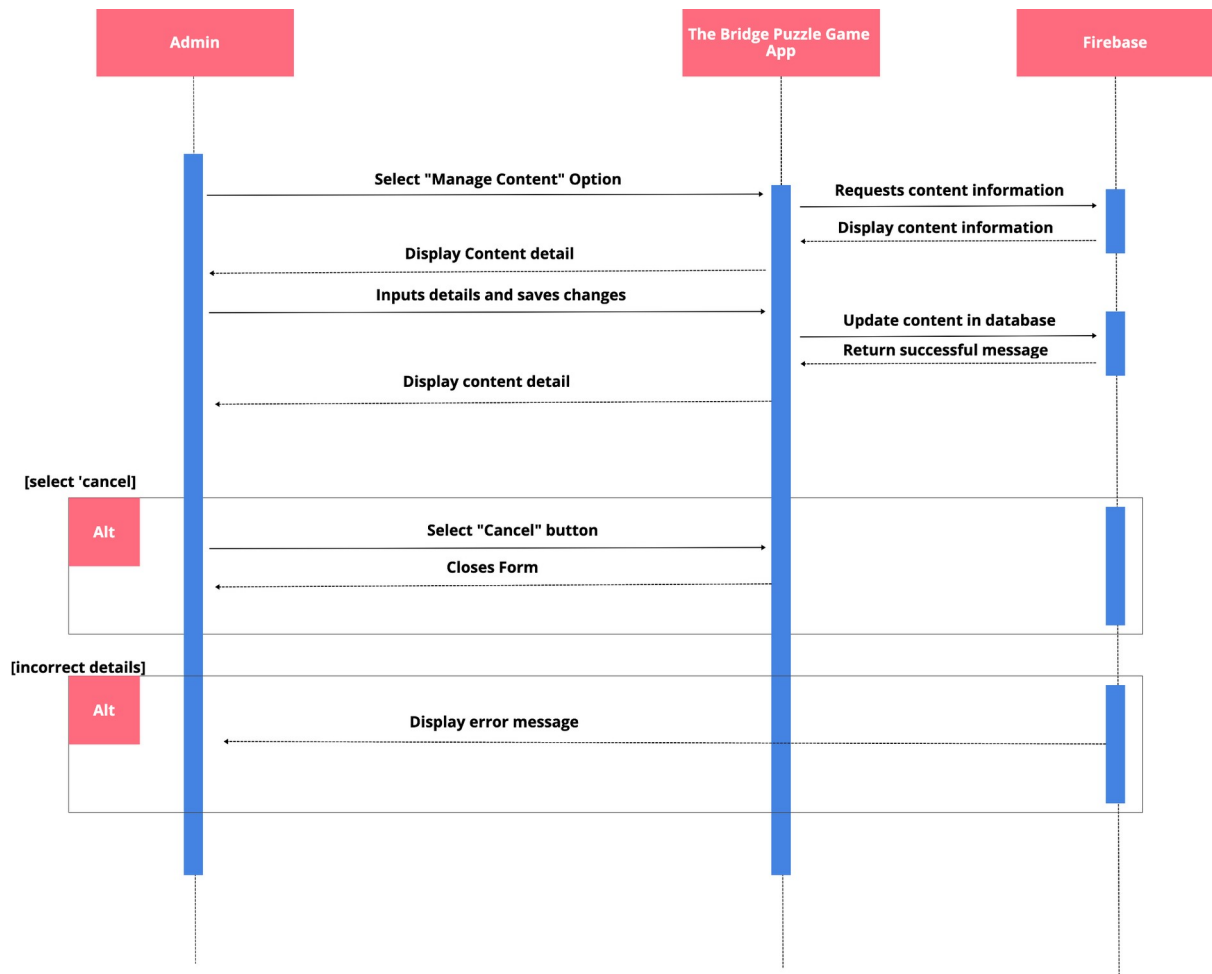 Admin
The Bridge Puzzle Game
App
Firebase
Select "Manage Content" Option
Requests content information
Display content information
Display Content detail
Inputs details and saves changes
Update content in database
Return successful message
Display content detail
[select 'cancel]
Alt
Select "Cancel" button
Closes Form
[incorrect details]
Alt
Display error message